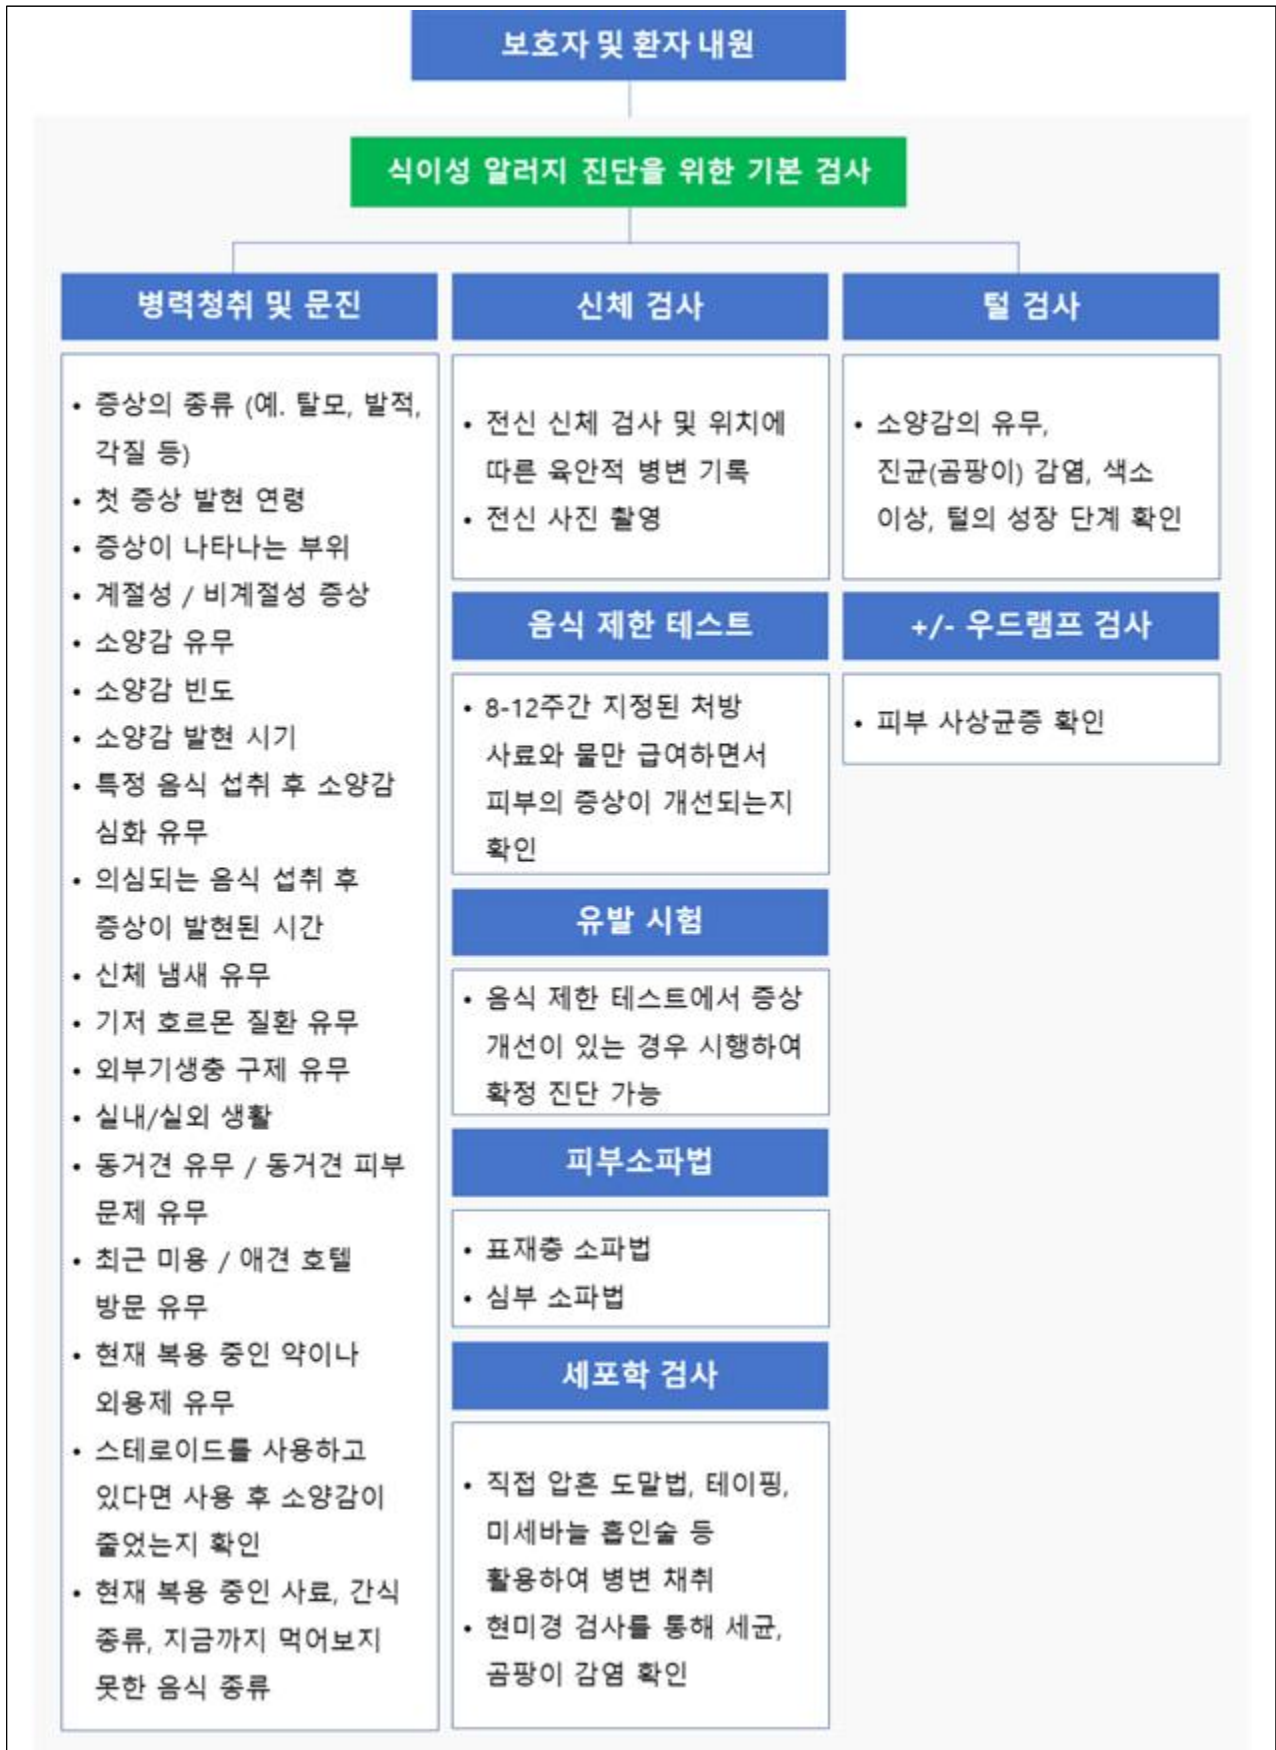 보호자 및 환자 내원
식이성 알러지 진단을 위한 기본 검사
병력청취 및 문진
• 증상의 종류 (예. 탈모, 발적,
각질 등)
• 첫 증상 발현 연령
• 증상이 나타나는 부위
• 계절성 / 비계절성 증상
• 소양감 유무
• 소양감 빈도
• 소양감 발현 시기
• 특정 음식 섭취 후 소양감
심화 유무
• 의심되는 음식 섭취 후
증상이 발현된 시간
• 신체 냄새 유무
• 기저 호르몬 질환 유무
• 외부기생충 구제 유무
• 실내/실외 생활
• 동거견 유무 / 동거견 피부
문제 유무
• 최근 미용 / 애견 호텔
방문 유무
• 현재 복용 중인 약이나
외용제 유무
• 스테로이드를 사용하고
있다면 사용 후 소양감이
줄었는지 확인
• 현재 복용 중인 사료, 간식
종류, 지금까지 먹어보지
못한 음식 종류
신체 검사
• 전신 신체 검사 및 위치에
따른 육안적 병변 기록
• 전신 사진 촬영
음식 제한 테스트
• 8-12주간 지정된 처방
사료와 물만 급여하면서
피부의 증상이 개선되는지
확인
유발 시험
• 음식 제한 테스트에서 증상
개선이 있는 경우 시행하여
확정 진단 가능
피부소파법
• 표재층 소파법
• 심부 소파법
세포학 검사
• 직접 압흔 도말법, 테이핑,
미세바늘 흡인술 등
활용하여 병변 채취
• 현미경 검사를 통해 세균,
곰팡이 감염 확인
털 검사
• 소양감의 유무,
진균(곰팡이) 감염, 색소
이상, 털의 성장 단계 확인
+/- 우드램프 검사
• 피부 사상균증 확인